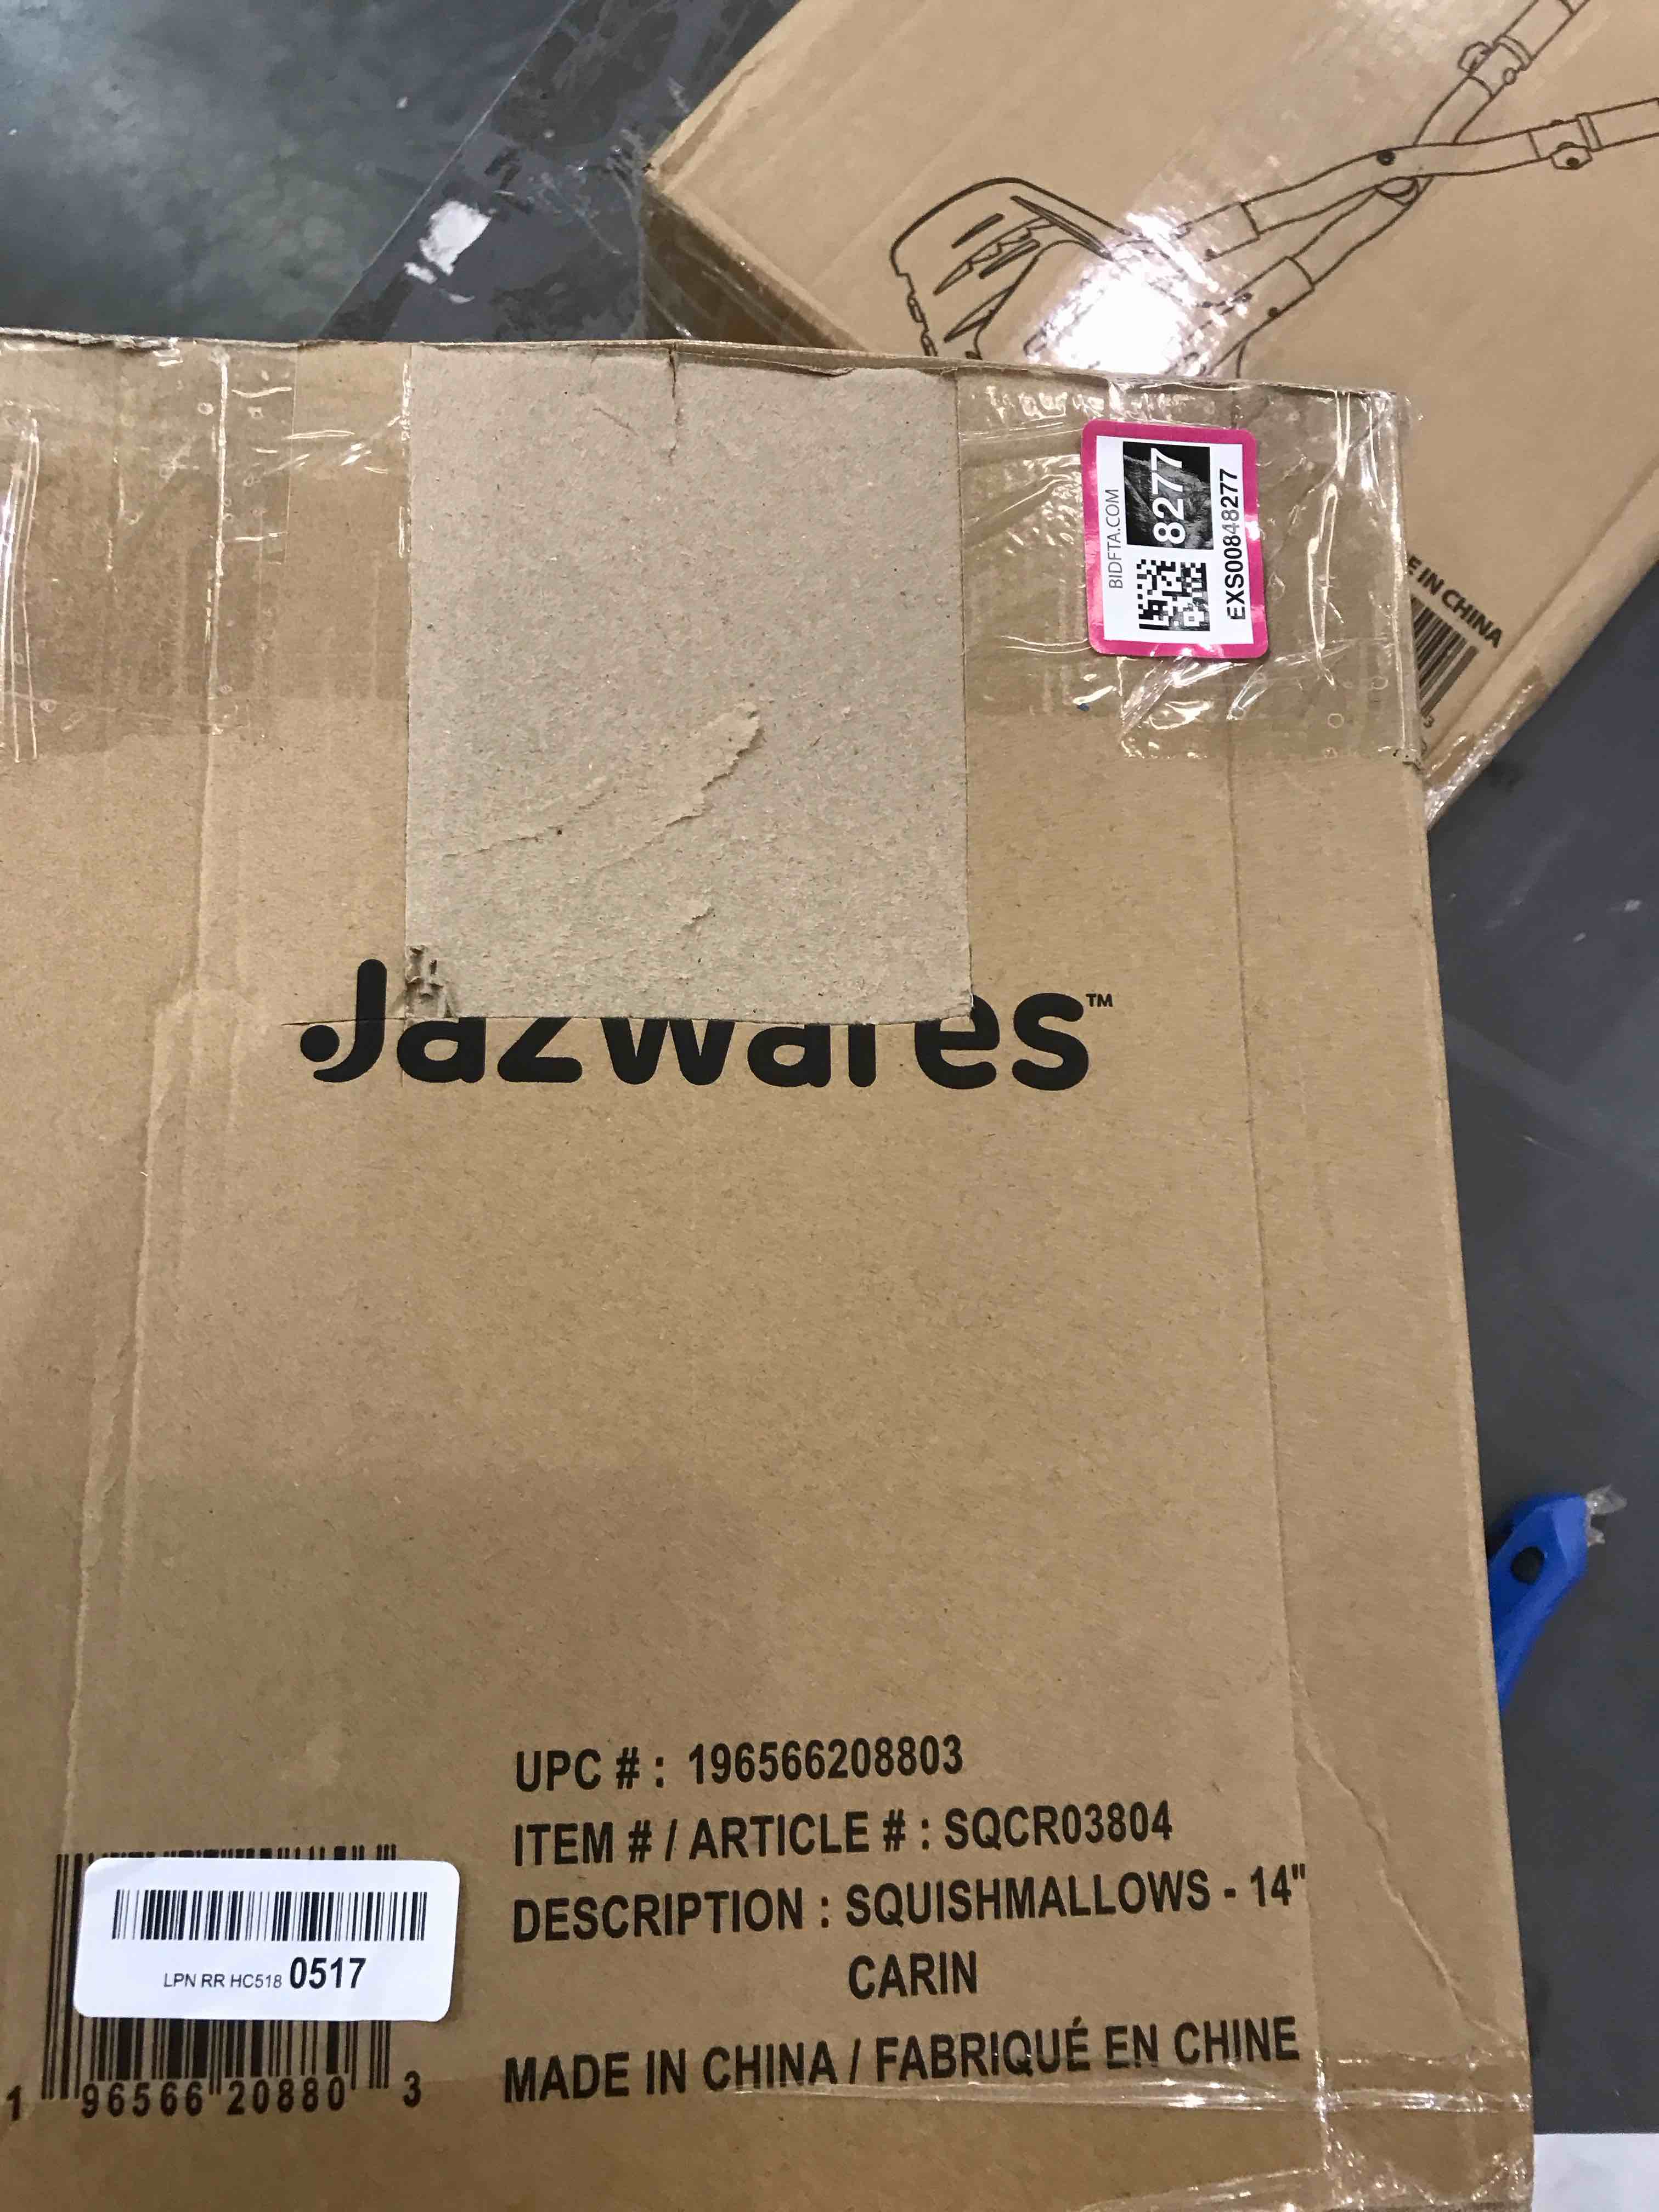 BIDFTA.COM
8277
EXS00848277
E IN CHINA
3
Jazwares™
UPC # : 196566208803
ITEM # / ARTICLE # : SQCR03804
DESCRIPTION : SQUISHMALLOWS - 14"
CARIN
MADE IN CHINA / FABRIQUÉ EN CHINE
LPN RR HC518 0517
1 96566 20880 3